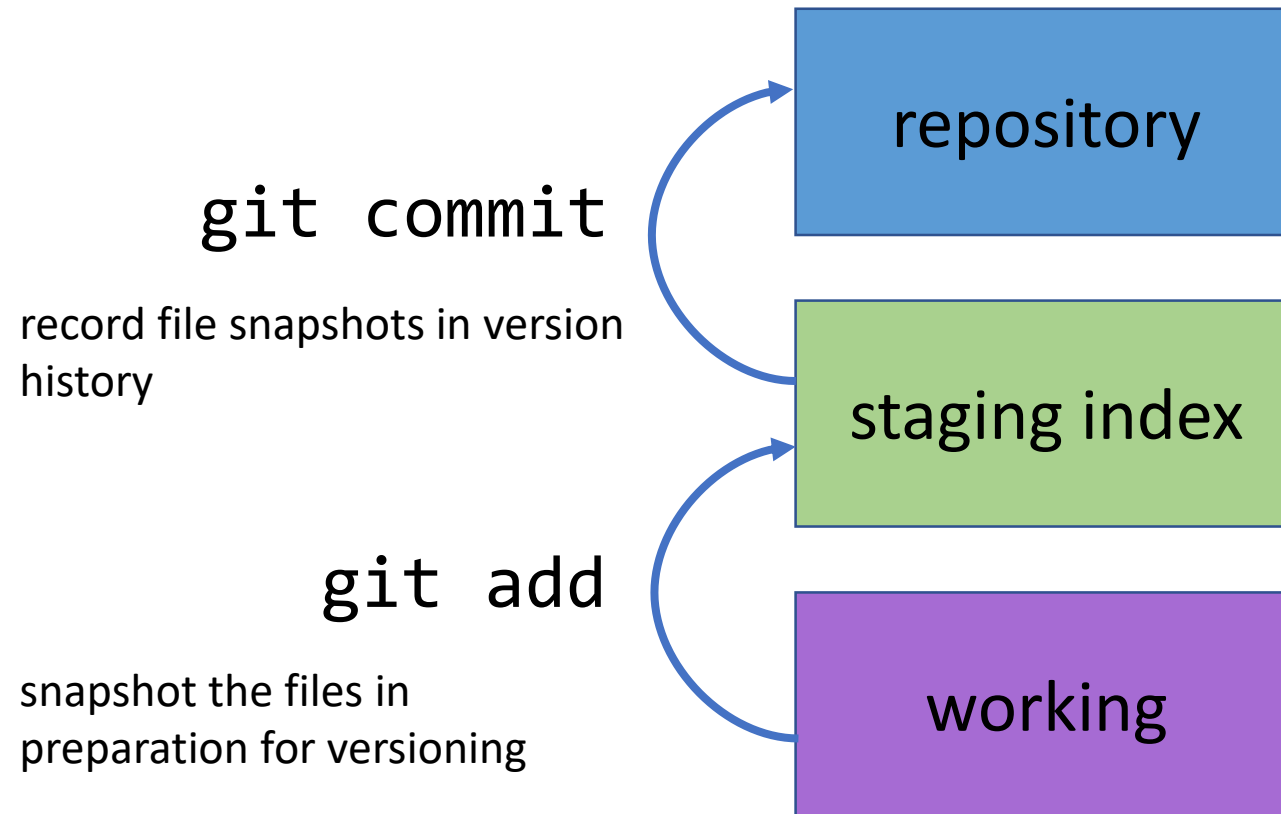 repository
git commit
record file snapshots in version
history
staging index
git add
snapshot the files in
preparation for versioning
working